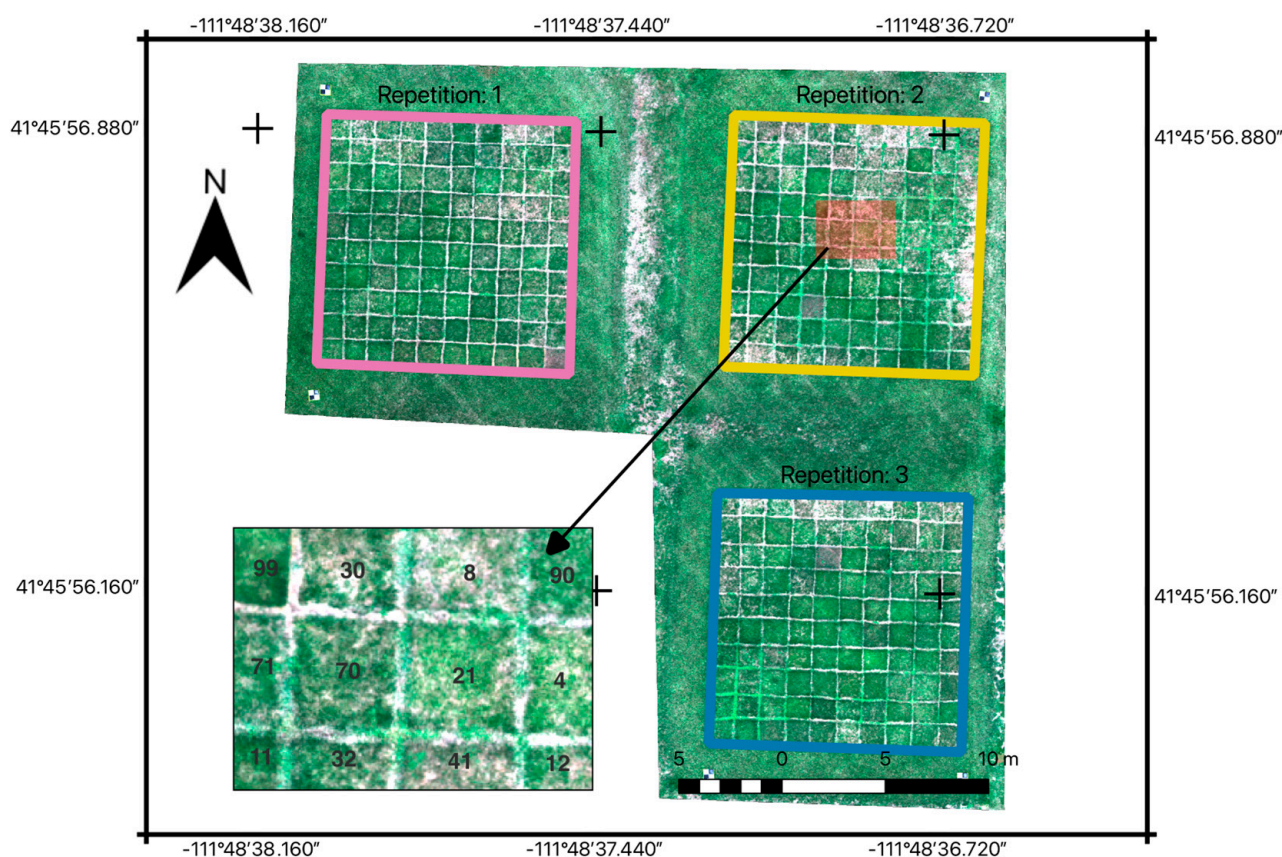 -111°48′38.160″ -111°48′37.440″ -111°48′36.720″
Repetition: 1 Repetition: 2
41°45′56.880″ 41°45′56.880″
N
Repetition: 3
99 30 8 90
41°45′56.160″ 41°45′56.160″
71 70 21 4
11 32 41 12
5 0 5 10 m
-111°48′38.160″ -111°48′37.440″ -111°48′36.720″